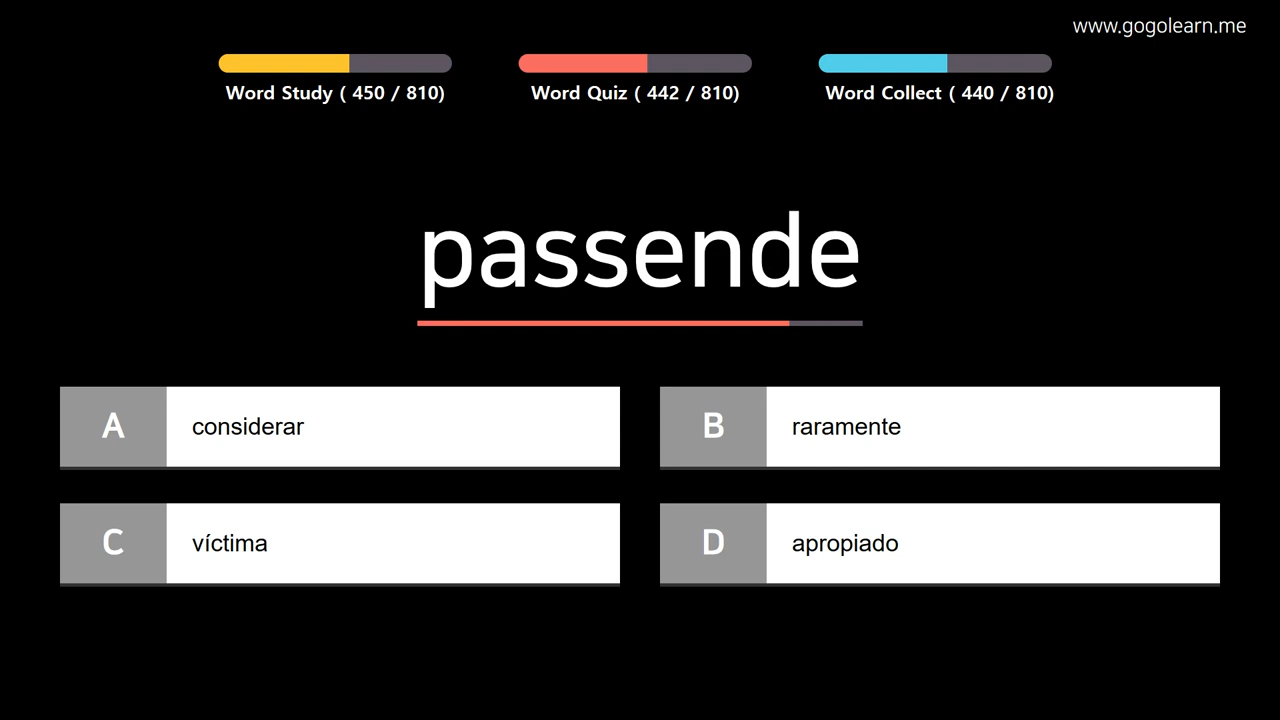 www.gogolearn.me
Word Study ( 450 / 810)
Word Quiz ( 442 / 810)
Word Collect ( 440 / 810)
passende
A considerar
B raramente
C víctima
D apropiado